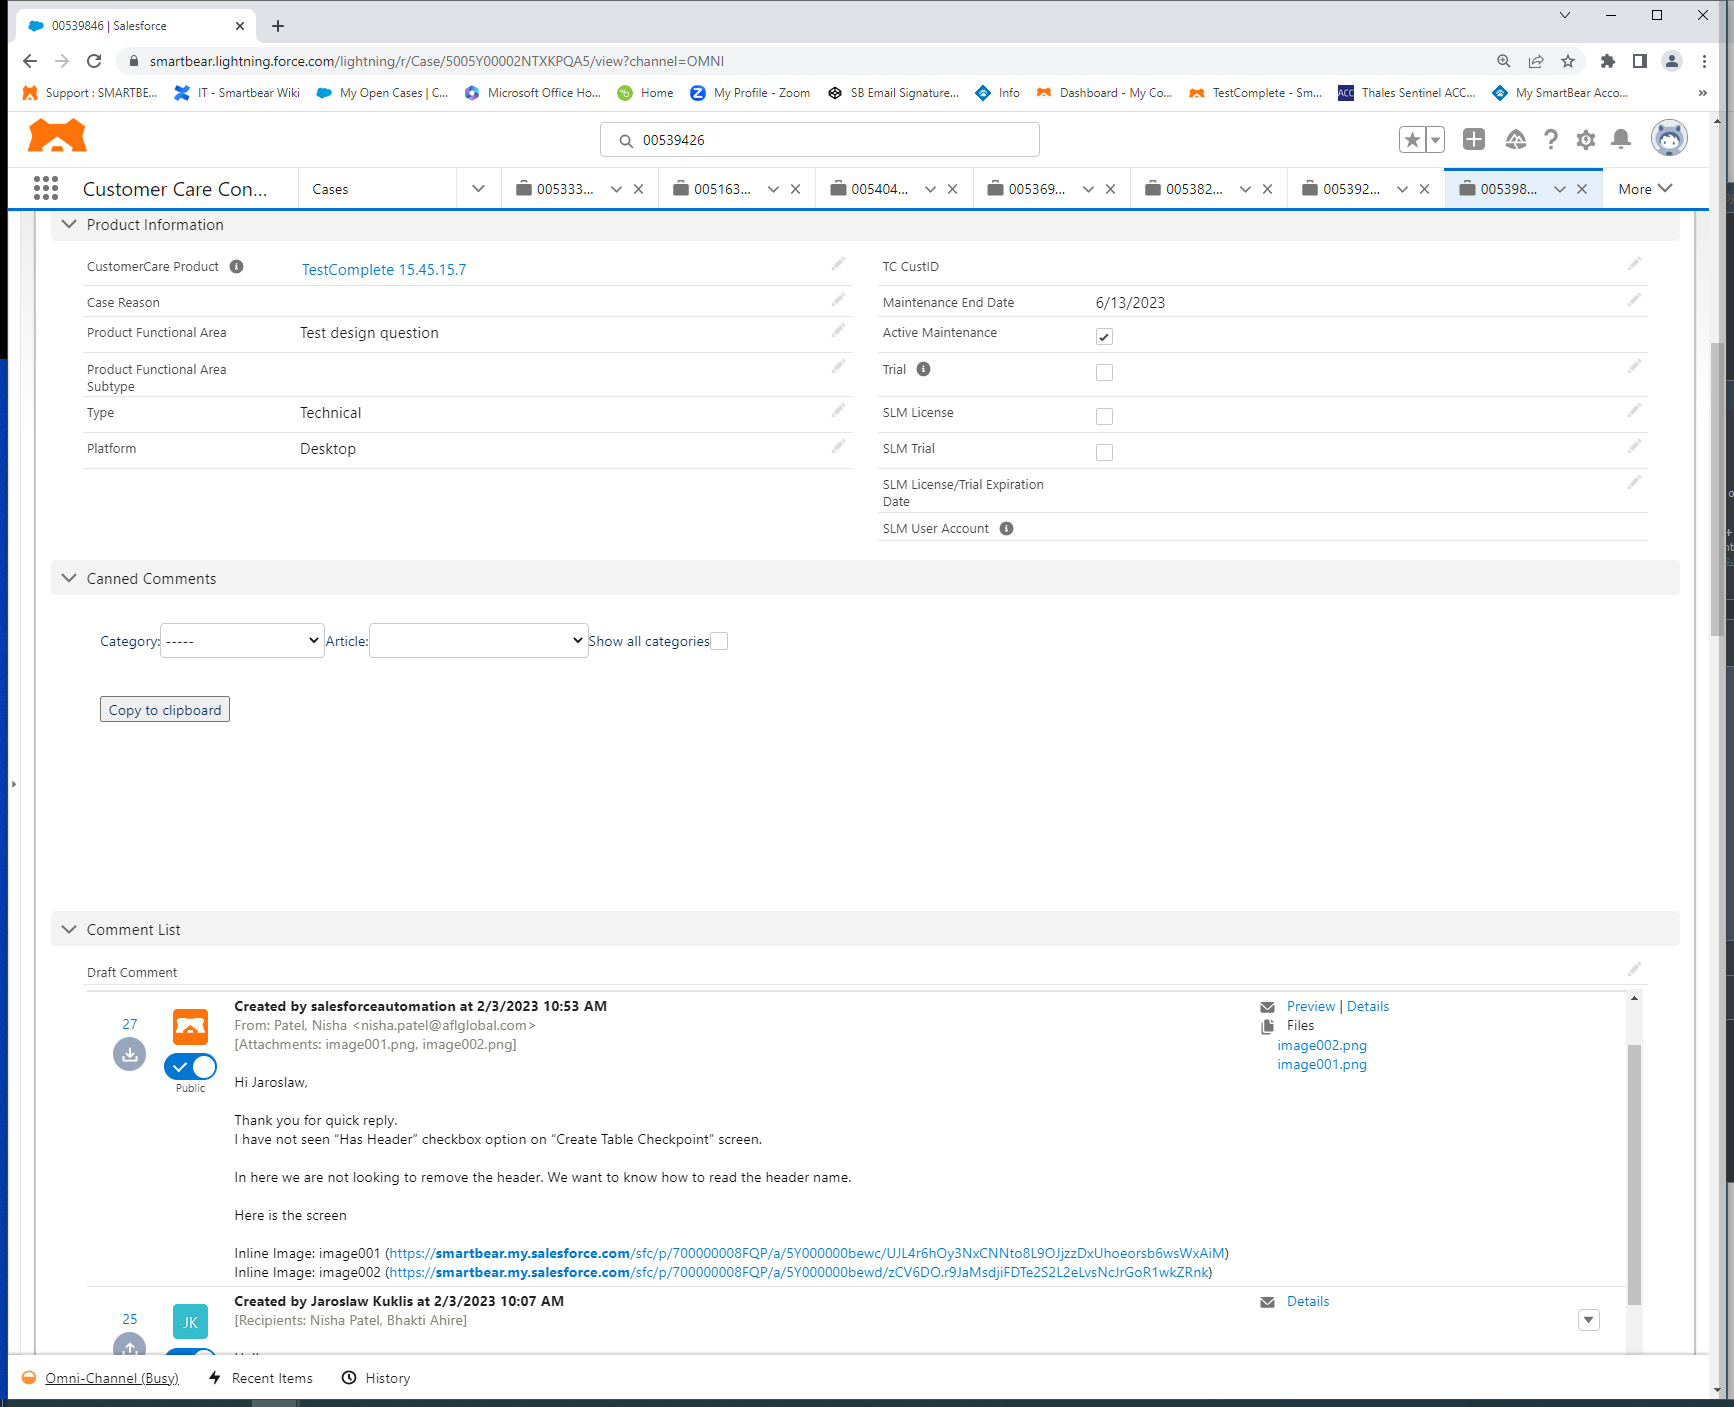 00539846 | Salesforce
smartbear.lightning.force.com/lightning/r/Case/5005Y00002NTXKPQA5/view?channel=OMNI
Support : SMARTBE... IT - Smartbear Wiki My Open Cases | C... Microsoft Office Ho... Home My Profile - Zoom SB Email Signature... Info Dashboard - My Co... TestComplete - Sm... ACC Thales Sentinel ACC... My SmartBear Acco... »
00539426
Customer Care Con... Cases 005333... 005163... 005404... 005369... 005382... 005392... 005398... More
Product Information
CustomerCare Product TestComplete 15.45.15.7 TC CustID
Case Reason Maintenance End Date 6/13/2023
Product Functional Area Test design question Active Maintenance
Product Functional Area Trial
Subtype
Type Technical SLM License
Platform Desktop SLM Trial
SLM License/Trial Expiration
Date
SLM User Account
Canned Comments
Category: ----- Article: Show all categories
Copy to clipboard
Comment List
Draft Comment
27 Created by salesforceautomation at 2/3/2023 10:53 AM Preview | Details
From: Patel, Nisha <nisha.patel@aflglobal.com> Files
[Attachments: image001.png, image002.png] image002.png
image001.png
Public
Hi Jaroslaw,
Thank you for quick reply.
I have not seen “Has Header” checkbox option on “Create Table Checkpoint” screen.
In here we are not looking to remove the header. We want to know how to read the header name.
Here is the screen
Inline Image: image001 (https://smartbear.my.salesforce.com/sfc/p/700000008FQP/a/5Y000000bewc/UJL4r6hOy3NxCNNto8L9OJjzzDxUhoeorsb6wsWxAiM)
Inline Image: image002 (https://smartbear.my.salesforce.com/sfc/p/700000008FQP/a/5Y000000bewd/zCV6DO.r9JaMsdjiFDTe2S2L2eLvsNcJrGoR1wkZRnk)
25 JK Created by Jaroslaw Kuklis at 2/3/2023 10:07 AM Details
[Recipients: Nisha Patel, Bhakti Ahire]
Omni-Channel (Busy) Recent Items History